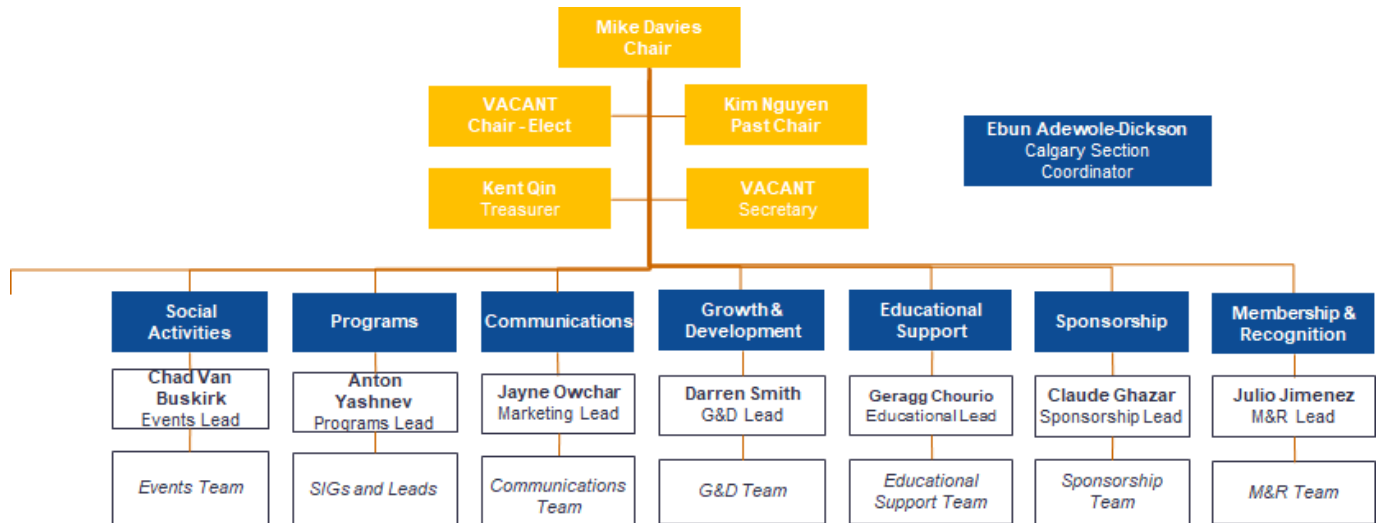 Mike Davies
Chair
VACANT
Chair - Elect
Kim Nguyen
Past Chair
Ebun Adewole-Dickson
Calgary Section
Coordinator
Kent Qin
Treasurer
VACANT
Secretary
Social
Activities
Programs
Communications
Growth &
Development
Educational
Support
Sponsorship
Membership &
Recognition
Chad Van
Buskirk
Events Lead
Anton
Yashnev
Programs Lead
Jayne Owchar
Marketing Lead
Darren Smith
G&D Lead
Geragg Chourio
Educational Lead
Claude Ghazar
Sponsorship Lead
Julio Jimenez
M&R Lead
Events Team
SIGs and Leads
Communications
Team
G&D Team
Educational
Support Team
Sponsorship
Team
M&R Team